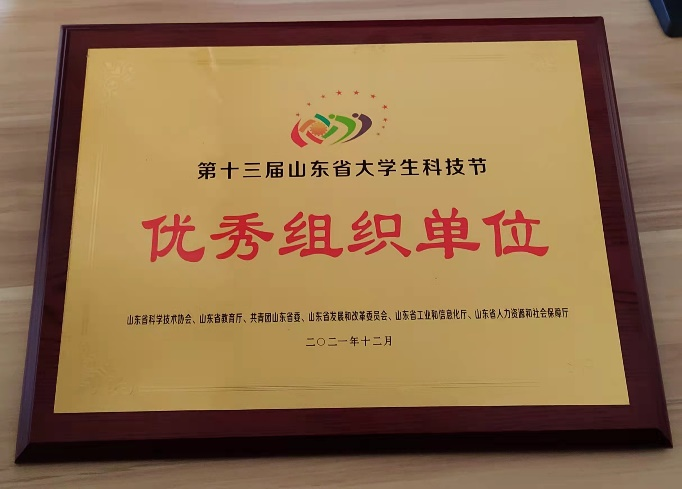 第十三届山东省大学生科技节
优秀组织单位
山东省科学技术协会、山东省教育厅、共青团山东省委、山东省发展和改革委员会、山东省工业和信息化厅、山东省人力资源和社会保障厅
二〇二一年十二月